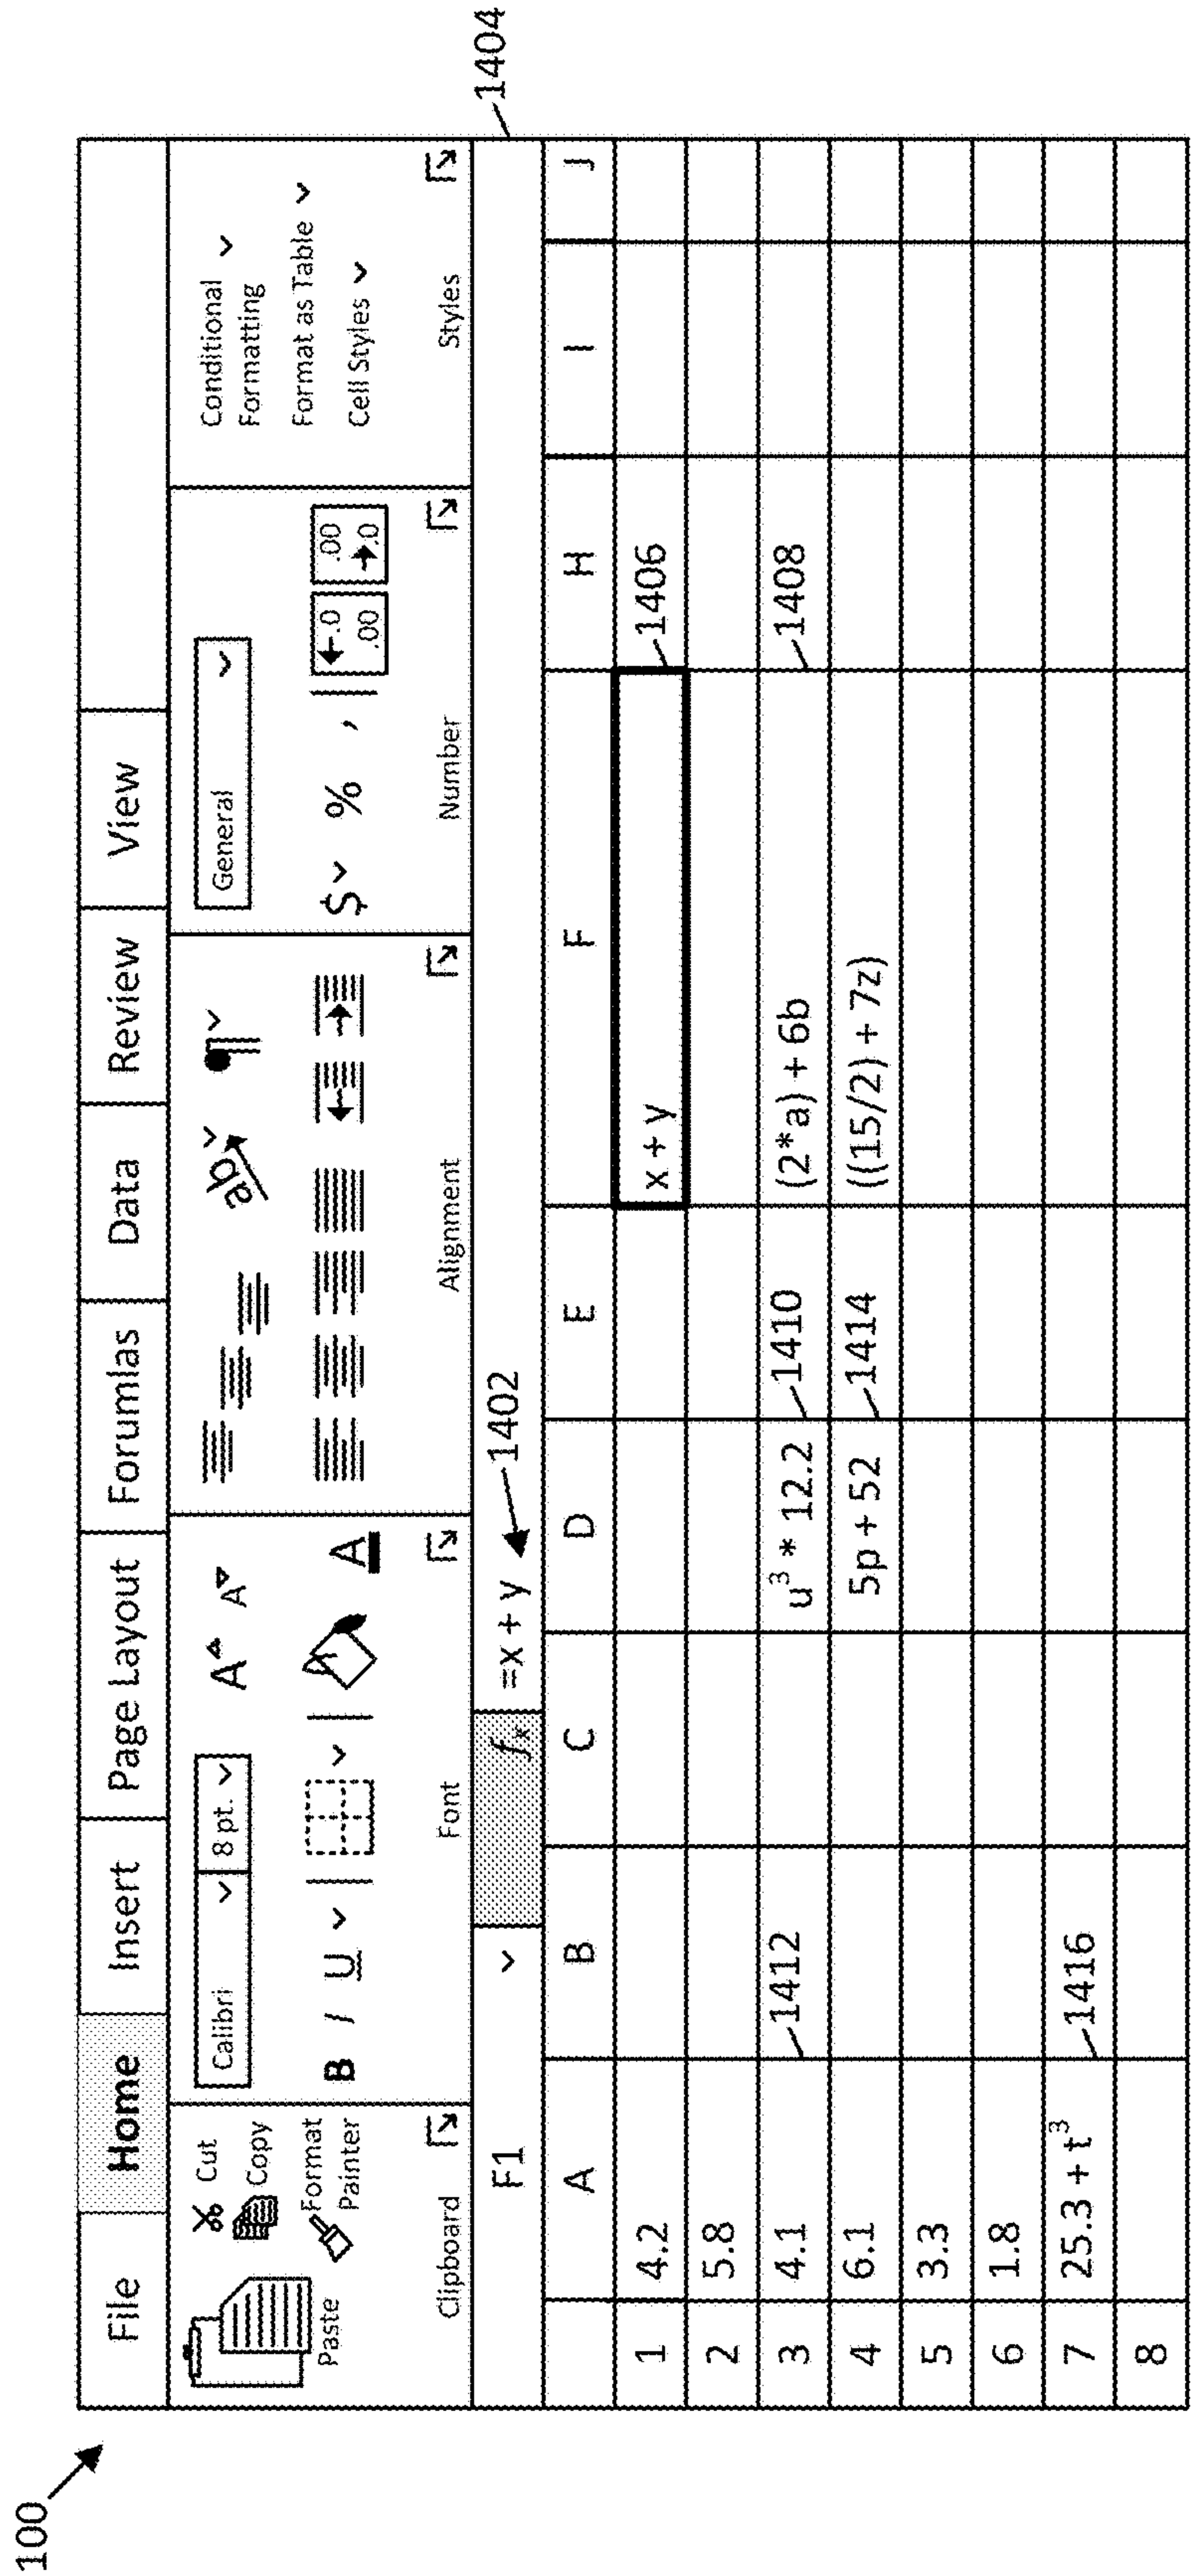 100
File Home Insert Page Layout Forumlas Data Review View
Paste
Cut
Copy
Format
Painter
Clipboard
Calibri 8 pt. A A
B I U A
Font
ab
Alignment
General
$ % , .0 .00 .00 .0
Number
Conditional
Formatting
Format as Table
Cell Styles
Styles
F1 fx =x + y 1402
1404
A B C D E F H I J
1 4.2 x + y 1406
2 5.8
3 4.1 1412 u³ * 12.2 1410 (2*a) + 6b 1408
4 6.1 5p + 52 1414 ((15/2) + 7z)
5 3.3
6 1.8
7 25.3 + t³ 1416
8